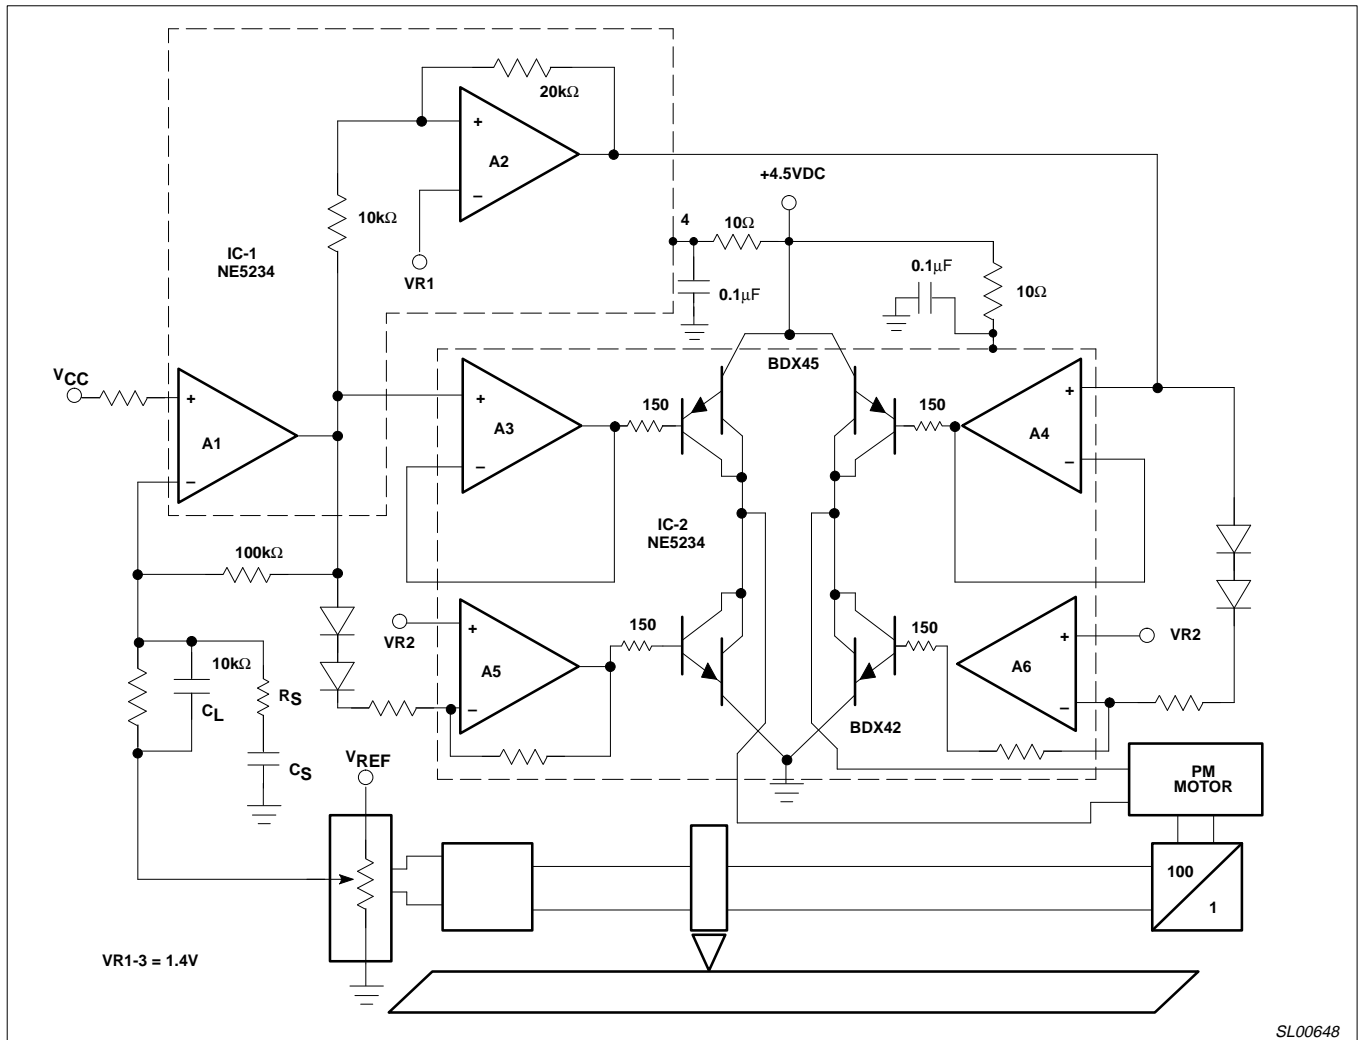 20kΩ
+
A2
−
+4.5VDC
10kΩ
4
10Ω
IC-1
NE5234
VR1
0.1μF
0.1μF
10Ω
BDX45
VCC
+
A1
−
+
A3
−
150
150
+
A4
−
IC-2
NE5234
100kΩ
VR2
+
A5
−
150
150
+
A6
−
VR2
10kΩ
RS
CL
CS
BDX42
VREF
PM
MOTOR
100
1
VR1-3 = 1.4V
SL00648